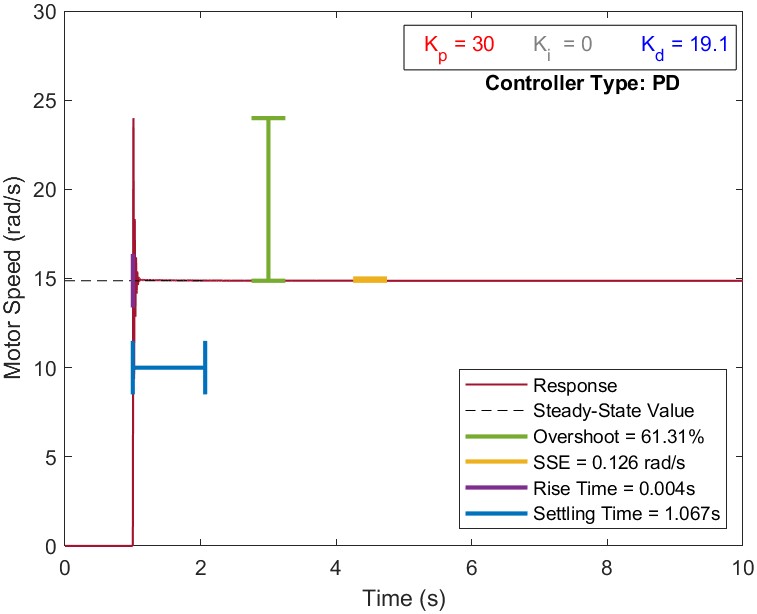 30
K_p = 30 K_i = 0 K_d = 19.1
Controller Type: PD
25
20
15
10
5
0
Motor Speed (rad/s)
Response
Steady-State Value
Overshoot = 61.31%
SSE = 0.126 rad/s
Rise Time = 0.004s
Settling Time = 1.067s
0 2 4 6 8 10
Time (s)